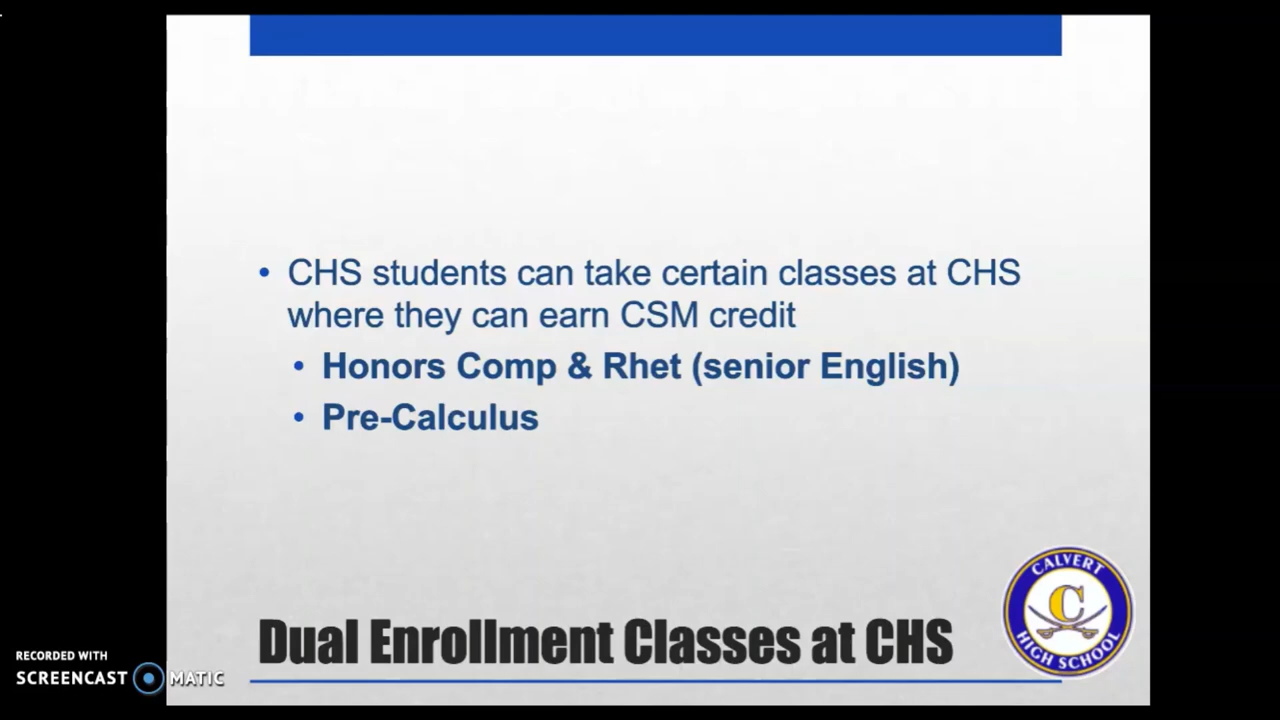 • CHS students can take certain classes at CHS
where they can earn CSM credit
• Honors Comp & Rhet (senior English)
• Pre-Calculus
Dual Enrollment Classes at CHS
CALVERT
C
HIGH SCHOOL
RECORDED WITH
SCREENCAST MATIC